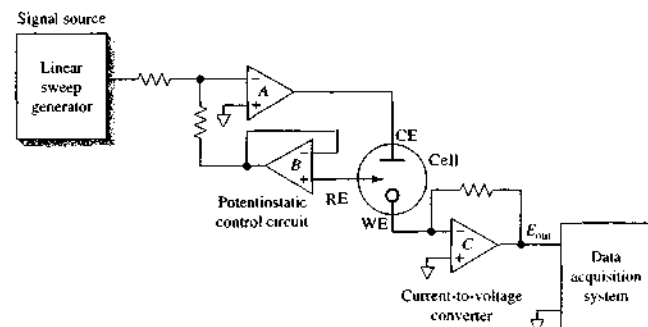 Signal source
Linear
sweep
generator
−
A
+
CE
Cell
−
B
+
RE
WE
Potentiostatic
control circuit
−
C
+
E_out
Current-to-voltage
converter
Data
acquisition
system